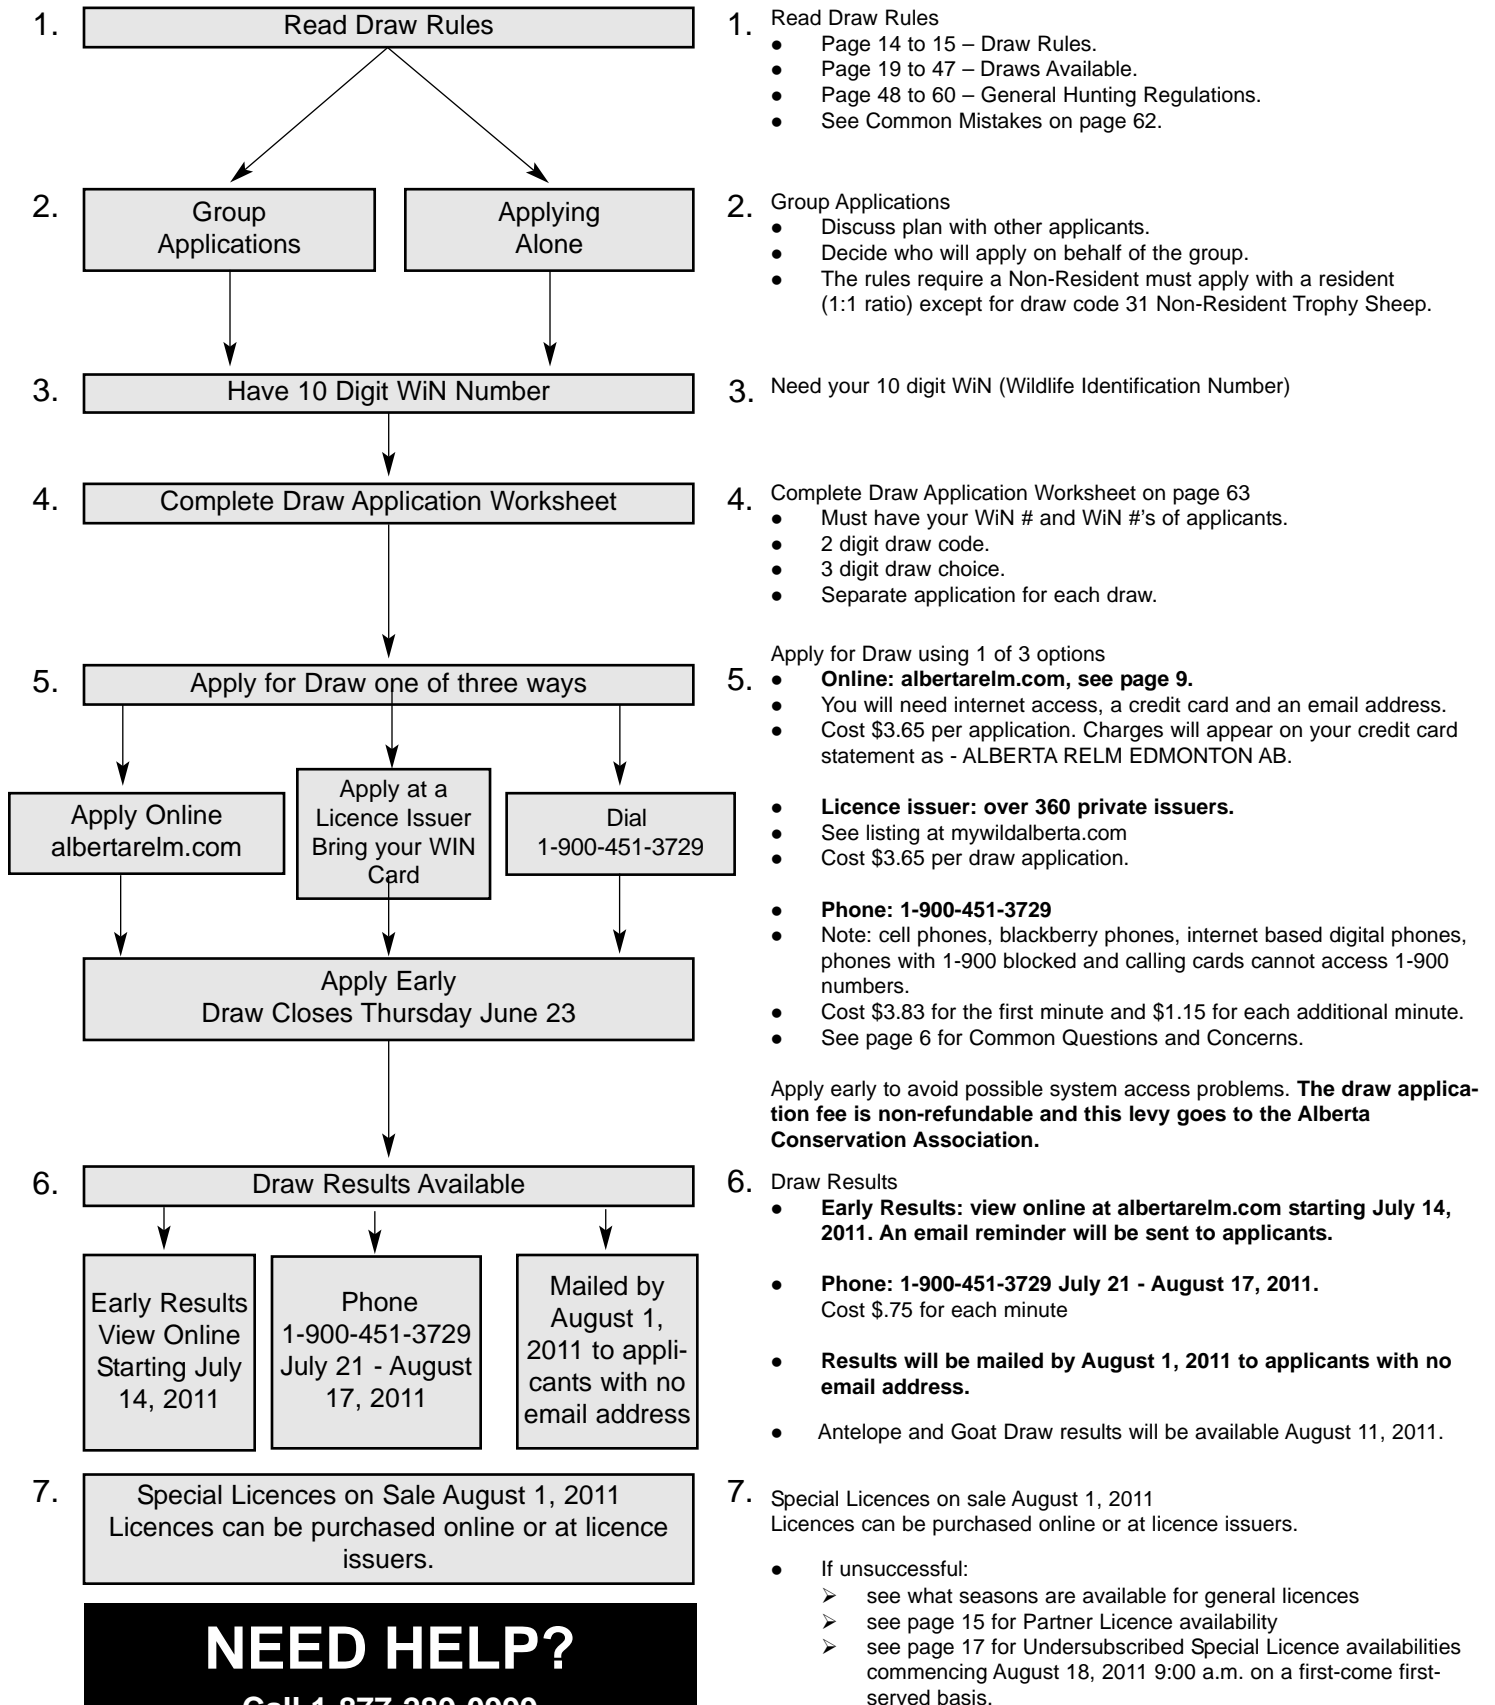 1.
Read Draw Rules
2.
Group
Applications
Applying
Alone
3.
Have 10 Digit WiN Number
4.
Complete Draw Application Worksheet
5.
Apply for Draw one of three ways
Apply Online
albertarelm.com
Apply at a
Licence Issuer
Bring your WIN
Card
Dial
1-900-451-3729
Apply Early
Draw Closes Thursday June 23
6.
Draw Results Available
Early Results
View Online
Starting July
14, 2011
Phone
1-900-451-3729
July 21 - August
17, 2011
Mailed by
August 1,
2011 to appli-
cants with no
email address
7.
Special Licences on Sale August 1, 2011
Licences can be purchased online or at licence
issuers.
NEED HELP?
1. Read Draw Rules
● Page 14 to 15 – Draw Rules.
● Page 19 to 47 – Draws Available.
● Page 48 to 60 – General Hunting Regulations.
● See Common Mistakes on page 62.
2. Group Applications
● Discuss plan with other applicants.
● Decide who will apply on behalf of the group.
● The rules require a Non-Resident must apply with a resident
(1:1 ratio) except for draw code 31 Non-Resident Trophy Sheep.
3. Need your 10 digit WiN (Wildlife Identification Number)
4. Complete Draw Application Worksheet on page 63
● Must have your WiN # and WiN #'s of applicants.
● 2 digit draw code.
● 3 digit draw choice.
● Separate application for each draw.
Apply for Draw using 1 of 3 options
5. ● Online: albertarelm.com, see page 9.
● You will need internet access, a credit card and an email address.
● Cost $3.65 per application. Charges will appear on your credit card
statement as - ALBERTA RELM EDMONTON AB.
● Licence issuer: over 360 private issuers.
● See listing at mywildalberta.com
● Cost $3.65 per draw application.
● Phone: 1-900-451-3729
● Note: cell phones, blackberry phones, internet based digital phones,
phones with 1-900 blocked and calling cards cannot access 1-900
numbers.
● Cost $3.83 for the first minute and $1.15 for each additional minute.
● See page 6 for Common Questions and Concerns.
Apply early to avoid possible system access problems. The draw applica-
tion fee is non-refundable and this levy goes to the Alberta
Conservation Association.
6. Draw Results
● Early Results: view online at albertarelm.com starting July 14,
2011. An email reminder will be sent to applicants.
● Phone: 1-900-451-3729 July 21 - August 17, 2011.
Cost $.75 for each minute
● Results will be mailed by August 1, 2011 to applicants with no
email address.
● Antelope and Goat Draw results will be available August 11, 2011.
7. Special Licences on sale August 1, 2011
Licences can be purchased online or at licence issuers.
● If unsuccessful:
➢ see what seasons are available for general licences
➢ see page 15 for Partner Licence availability
➢ see page 17 for Undersubscribed Special Licence availabilities
commencing August 18, 2011 9:00 a.m. on a first-come first-
served basis.